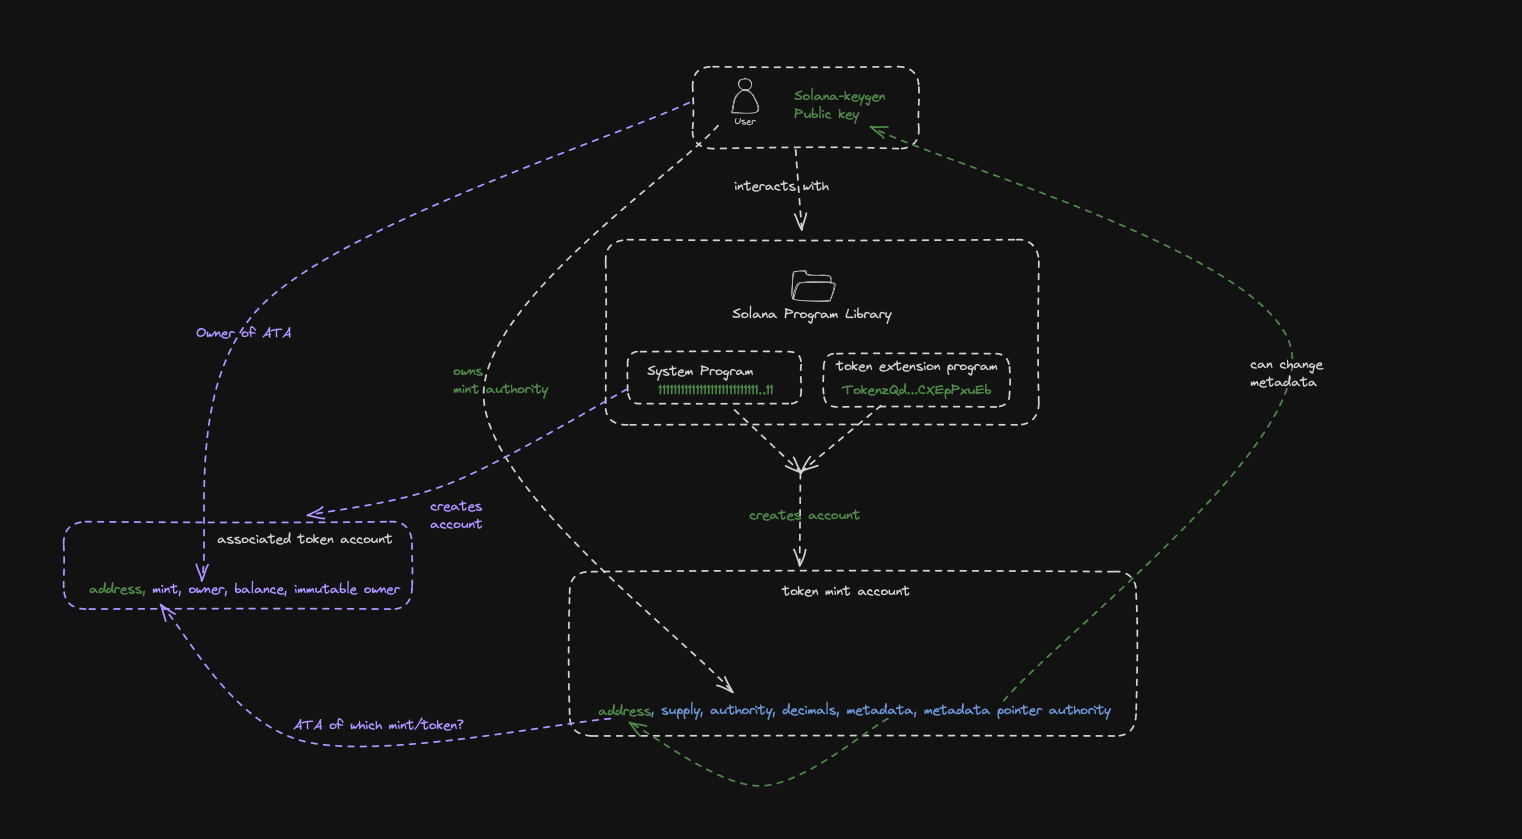 Solana-keygen
Public key
User
interacts with
Solana Program Library
Owner of ATA
owns
mint authority
System Program
11111111111111111111111111..11
token extension program
TokenzQd...CXEpPxuEb
can change
metadata
creates
account
creates account
associated token account
address, mint, owner, balance, immutable owner
token mint account
address, supply, authority, decimals, metadata, metadata pointer authority
ATA of which mint/token?